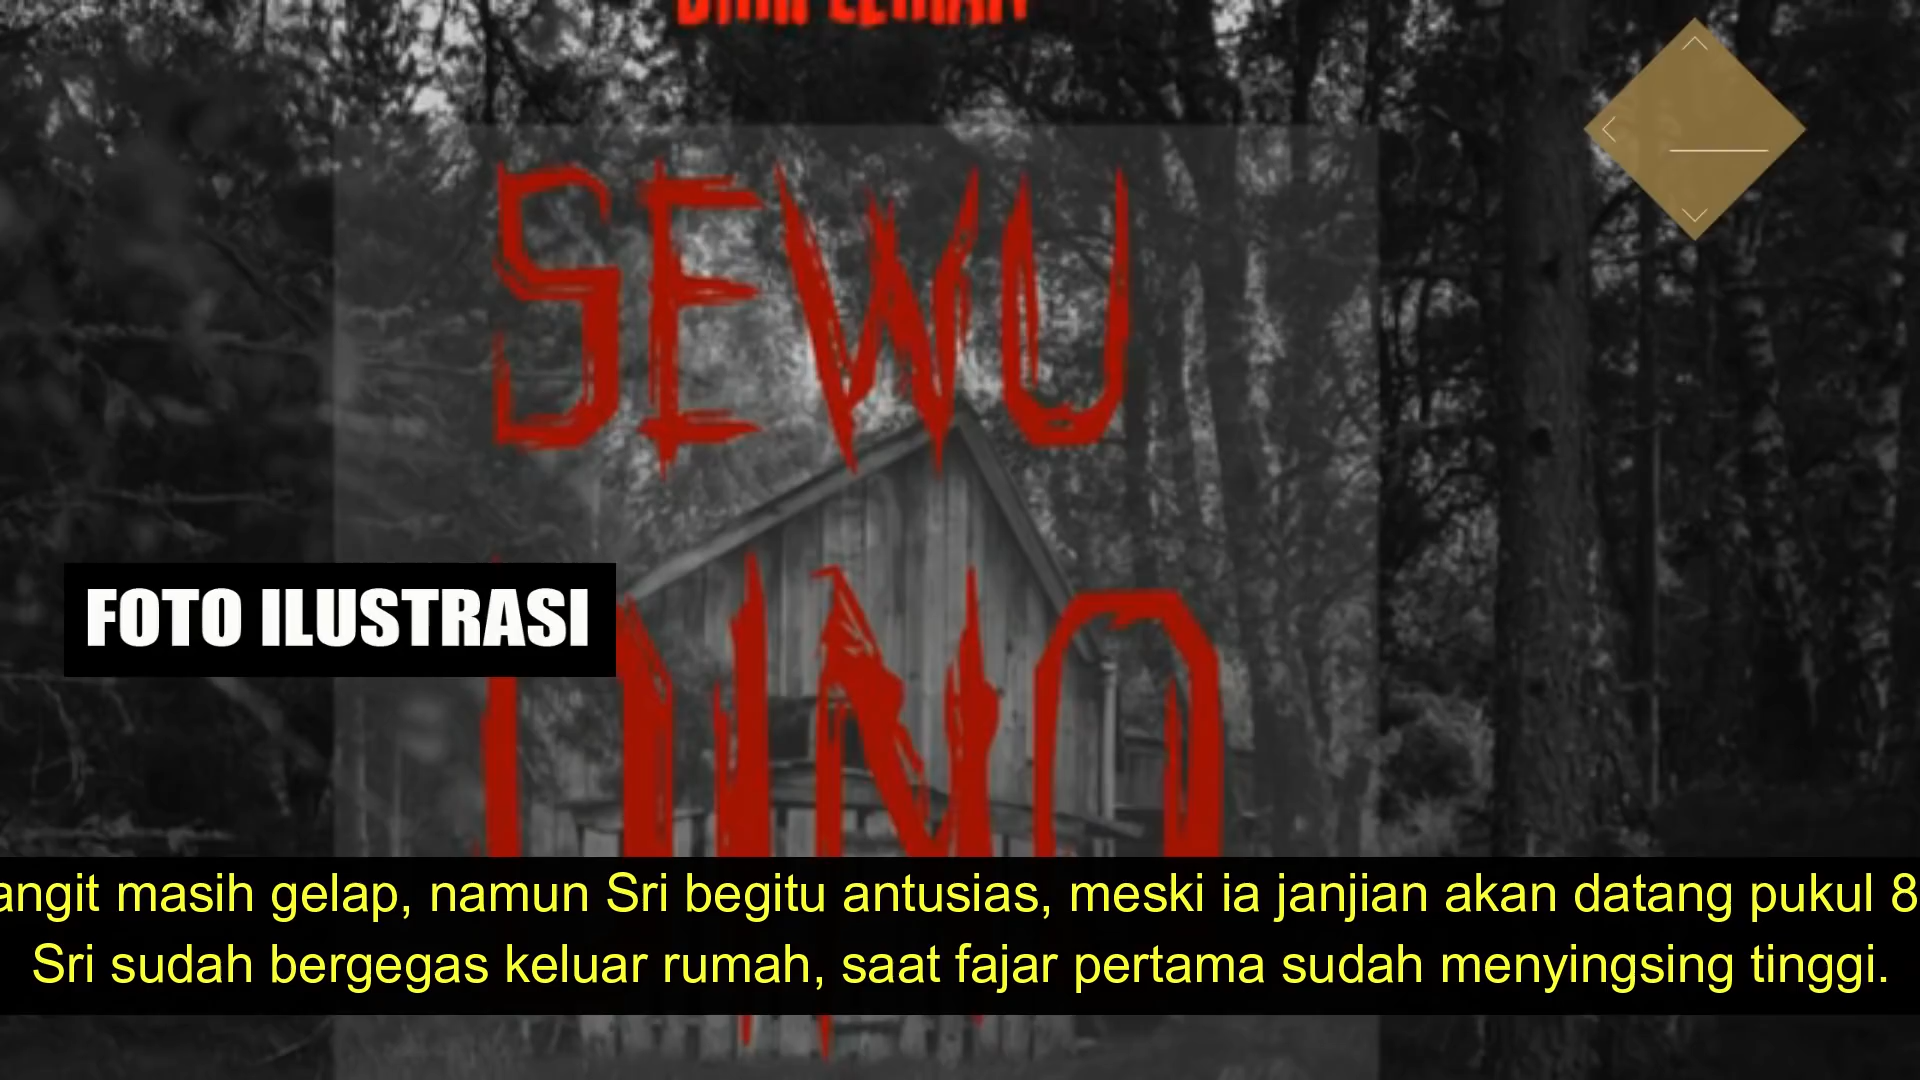 SEWU
DINO
FOTO ILUSTRASI
angit masih gelap, namun Sri begitu antusias, meski ia janjian akan datang pukul 8
Sri sudah bergegas keluar rumah, saat fajar pertama sudah menyingsing tinggi.